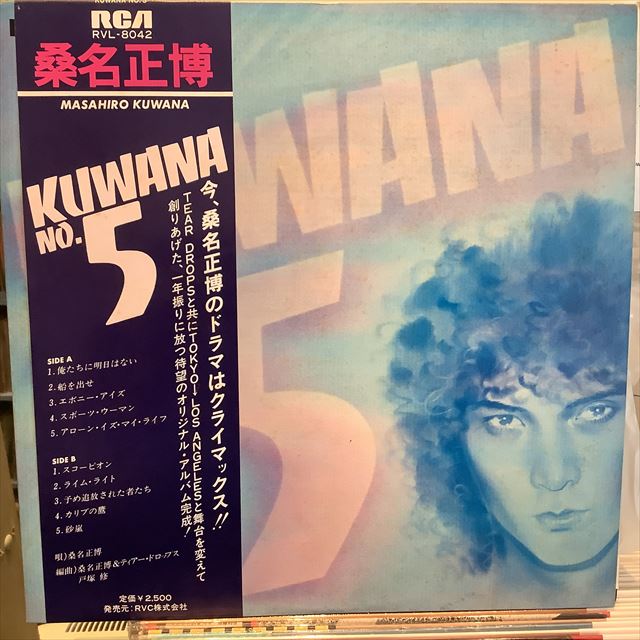 KUWANA NO. 5
RCA
RVL-8042
桑名正博
MASAHIRO KUWANA
KUWANA
NO. 5
今、桑名正博のドラマはクライマックス!!
TEAR DROPSと共にTOKYO-LOS ANGELESと舞台を変えて
創りあげた、一年振りに放つ待望のオリジナル・アルバム完成!
SIDE A
1. 俺たちに明日はない
2. 船を出せ
3. エボニー・アイズ
4. スポーツ・ウーマン
5. アローン・イズ・マイ・ライフ
SIDE B
1. スコーピオン
2. ライム・ライト
3. 予め追放された者たち
4. カリブの鷹
5. 砂嵐
唄)桑名正博
編曲)桑名正博&ティアー・ドロップス
戸塚 修
定価¥2,500
発売元:RVC株式会社
WANA
5